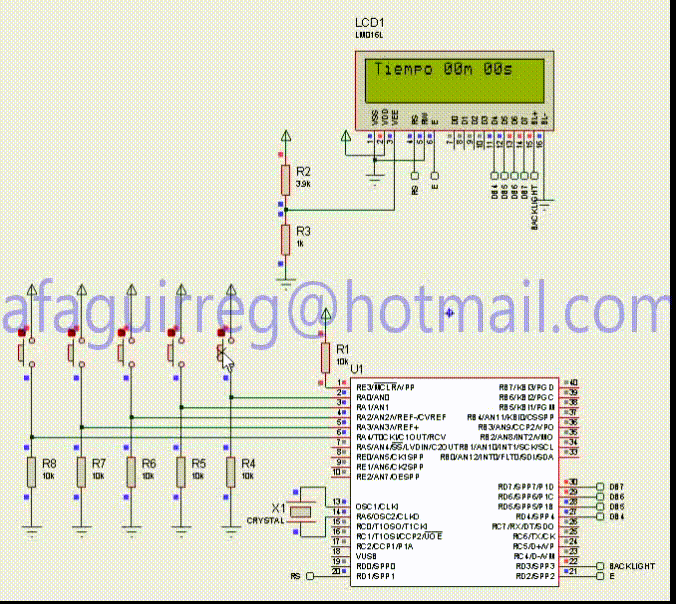 LCD1
LM016L
Tiempo 00m 00s
VSS VDD VEE RS RW E D0 D1 D2 D3 D4 D5 D6 D7 BL+ BL-
1 2 3 4 5 6 7 8 9 10 11 12 13 14 15 16
RS E DB4 DB5 DB6 DB7 BACKLIGHT
R2
3.9k
R3
1k
afaguirreg@hotmail.com
R1
10k
U1
1 RE3/MCLR/VPP RB7/KBI3/PGD 40
2 RA0/AN0 RB6/KBI2/PGC 39
3 RA1/AN1 RB5/KBI1/PGM 38
4 RA2/AN2/VREF-/CVREF RB4/AN11/KBI0/CSSPP 37
5 RA3/AN3/VREF+ RB3/AN9/CCP2/VPO 36
6 RA4/T0CKI/C1OUT/RCV RB2/AN8/INT2/VMO 35
7 RA5/AN4/SS/LVDIN/C2OUT RB1/AN10/INT1/SCK/SCL 34
8 RE0/AN5/CK1SPP RB0/AN12/INT0/FLT0/SDI/SDA 33
9 RE1/AN6/CK2SPP
10 RE2/AN7/OESPP
RD7/SPP7/P1D 30 DB7
RD6/SPP6/P1C 29 DB6
13 OSC1/CLKI RD5/SPP5/P1B 28 DB5
14 RA6/OSC2/CLKO RD4/SPP4 27 DB4
15 RC0/T1OSO/T1CKI RC7/RX/DT/SDO 26
16 RC1/T1OSI/CCP2/UOE RC6/TX/CK 25
17 RC2/CCP1/P1A RC5/D+/VP 24
18 VUSB RC4/D-/VM 23
19 RD0/SPP0 RD3/SPP3 22 BACKLIGHT
RS 20 RD1/SPP1 RD2/SPP2 21 E
R8
10k
R7
10k
R6
10k
R5
10k
R4
10k
X1
CRYSTAL